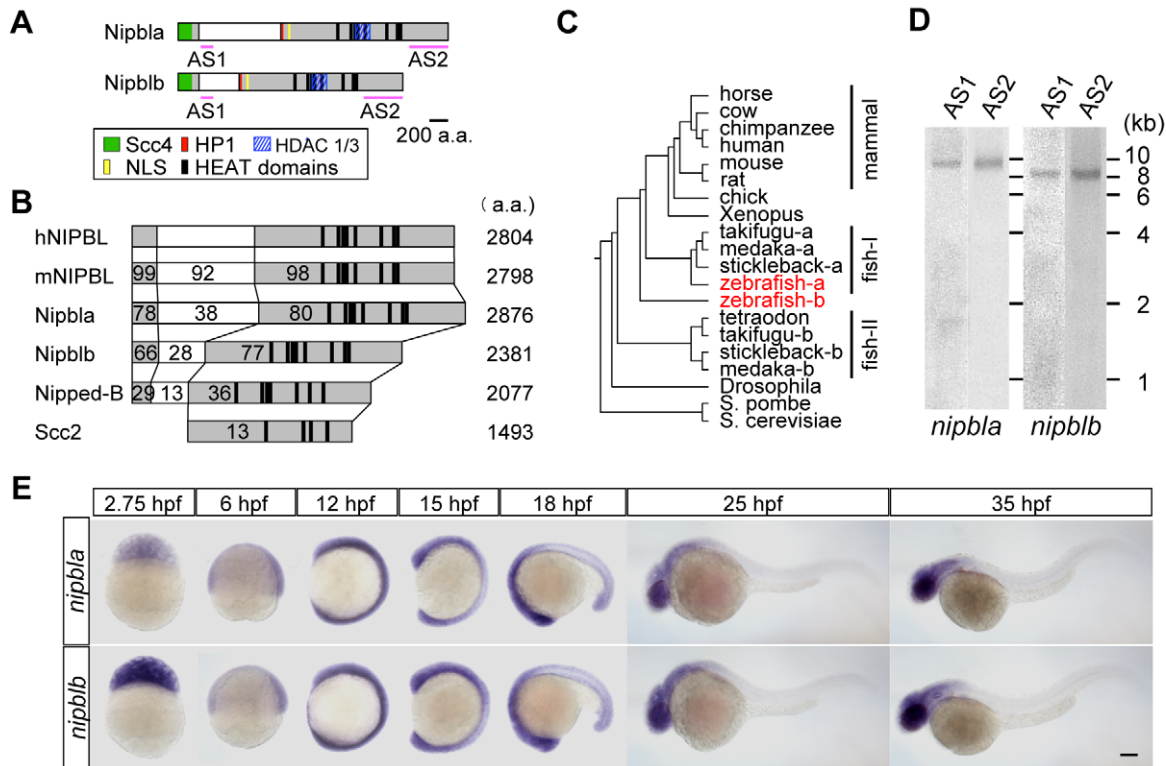 A
Nipbla
AS1
AS2
Nipblb
AS1
AS2
200 a.a.
Scc4
HP1
HDAC 1/3
NLS
HEAT domains
B
(a.a.)
hNIPBL
2804
mNIPBL
99
92
98
2798
Nipbla
78
38
80
2876
Nipblb
66
28
77
2381
Nipped-B
29
13
36
2077
Scc2
13
1493
C
horse
cow
chimpanzee
human
mouse
rat
chick
Xenopus
takifugu-a
medaka-a
stickleback-a
zebrafish-a
zebrafish-b
tetraodon
takifugu-b
stickleback-b
medaka-b
Drosophila
S. pombe
S. cerevisiae
mammal
fish-I
fish-II
D
AS1
AS2
AS1
AS2
(kb)
10
8
6
4
2
1
nipbla
nipblb
E
2.75 hpf
6 hpf
12 hpf
15 hpf
18 hpf
25 hpf
35 hpf
nipbla
nipblb